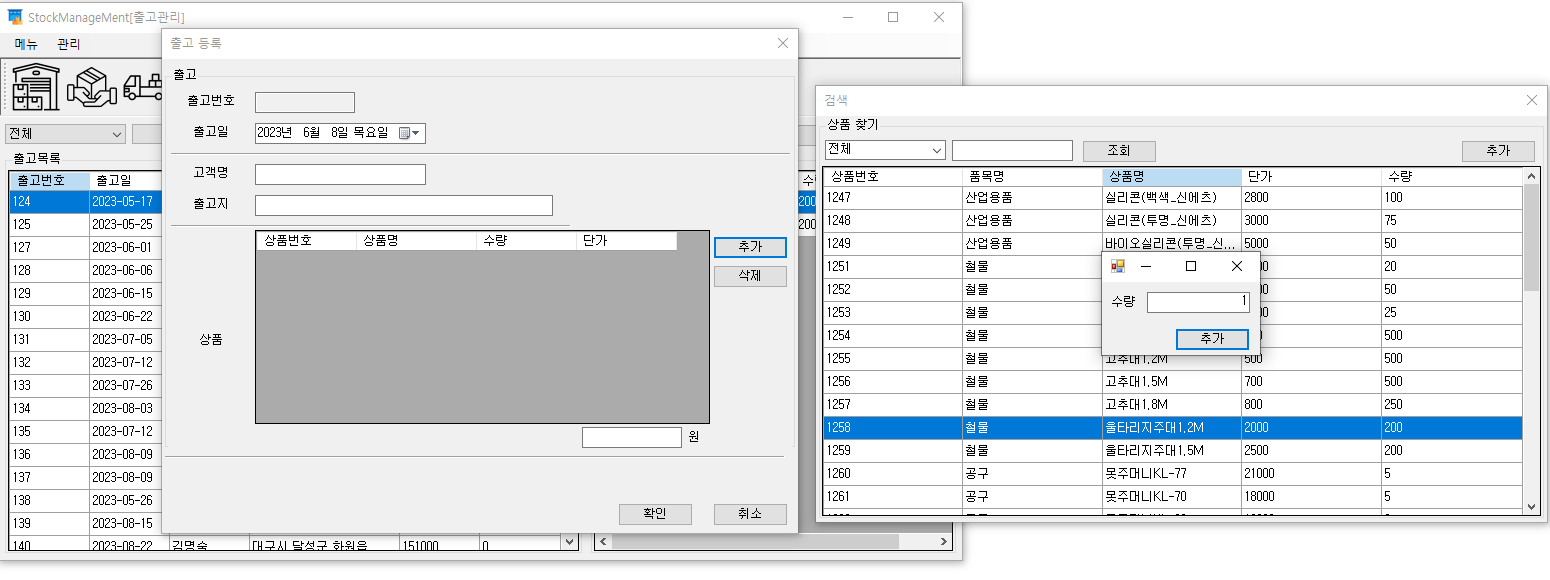 StockManageMent[출고관리]
메뉴 관리
전체
출고목록
출고번호 출고일
124 2023-05-17
125 2023-05-25
127 2023-06-01
128 2023-06-06
129 2023-06-15
130 2023-06-22
131 2023-07-05
132 2023-07-12
133 2023-07-26
134 2023-08-03
135 2023-07-12
136 2023-08-09
137 2023-08-09
138 2023-05-26
139 2023-08-15
140 2023-08-22 김명숙 대구시 달성군 화원읍 151000 0
수
200
200
출고 등록
출고
출고번호
출고일 2023년 6월 8일 목요일
고객명
출고지
상품번호 상품명 수량 단가
추가
삭제
상품
원
확인 취소
검색
상품 찾기
전체 조회 추가
상품번호 품목명 상품명 단가 수량
1247 산업용품 실리콘(백색_신에츠) 2800 100
1248 산업용품 실리콘(투명_신에츠) 3000 75
1249 산업용품 바이오실리콘(투명_신... 5000 50
1251 철물 20
1252 철물 50
1253 철물 25
1254 철물 500
1255 철물 고추대1.2M 500 500
1256 철물 고추대1.5M 700 500
1257 철물 고추대1.8M 800 250
1258 철물 울타리지주대1.2M 2000 200
1259 철물 울타리지주대1.5M 2500 200
1260 공구 못주머니KL-77 21000 5
1261 공구 못주머니KL-70 18000 5
수량 1
추가